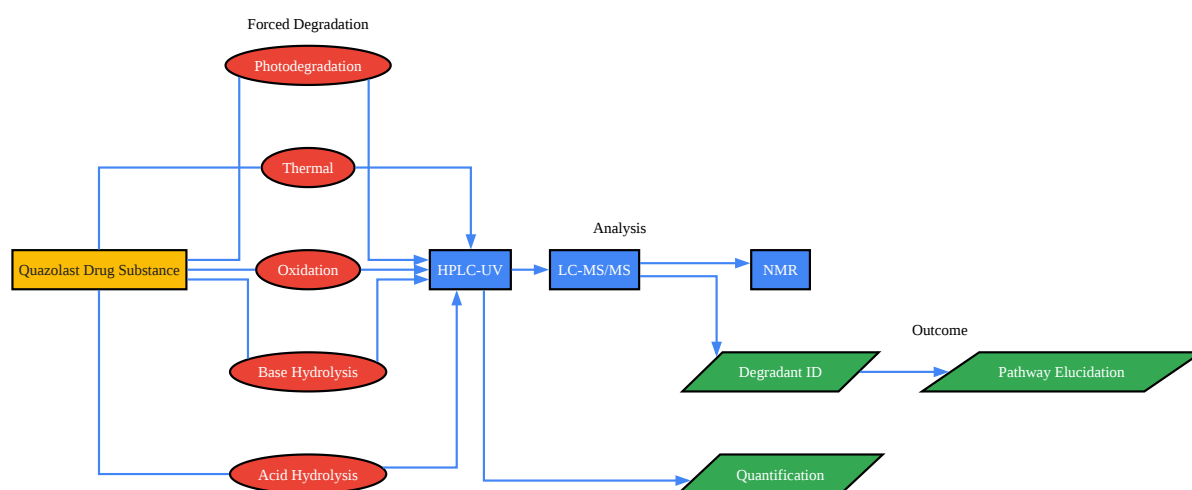 Forced Degradation
Photodegradation
Thermal
Analysis
Quazolast Drug Substance
Oxidation
HPLC-UV
LC-MS/MS
NMR
Outcome
Base Hydrolysis
Degradant ID
Pathway Elucidation
Acid Hydrolysis
Quantification